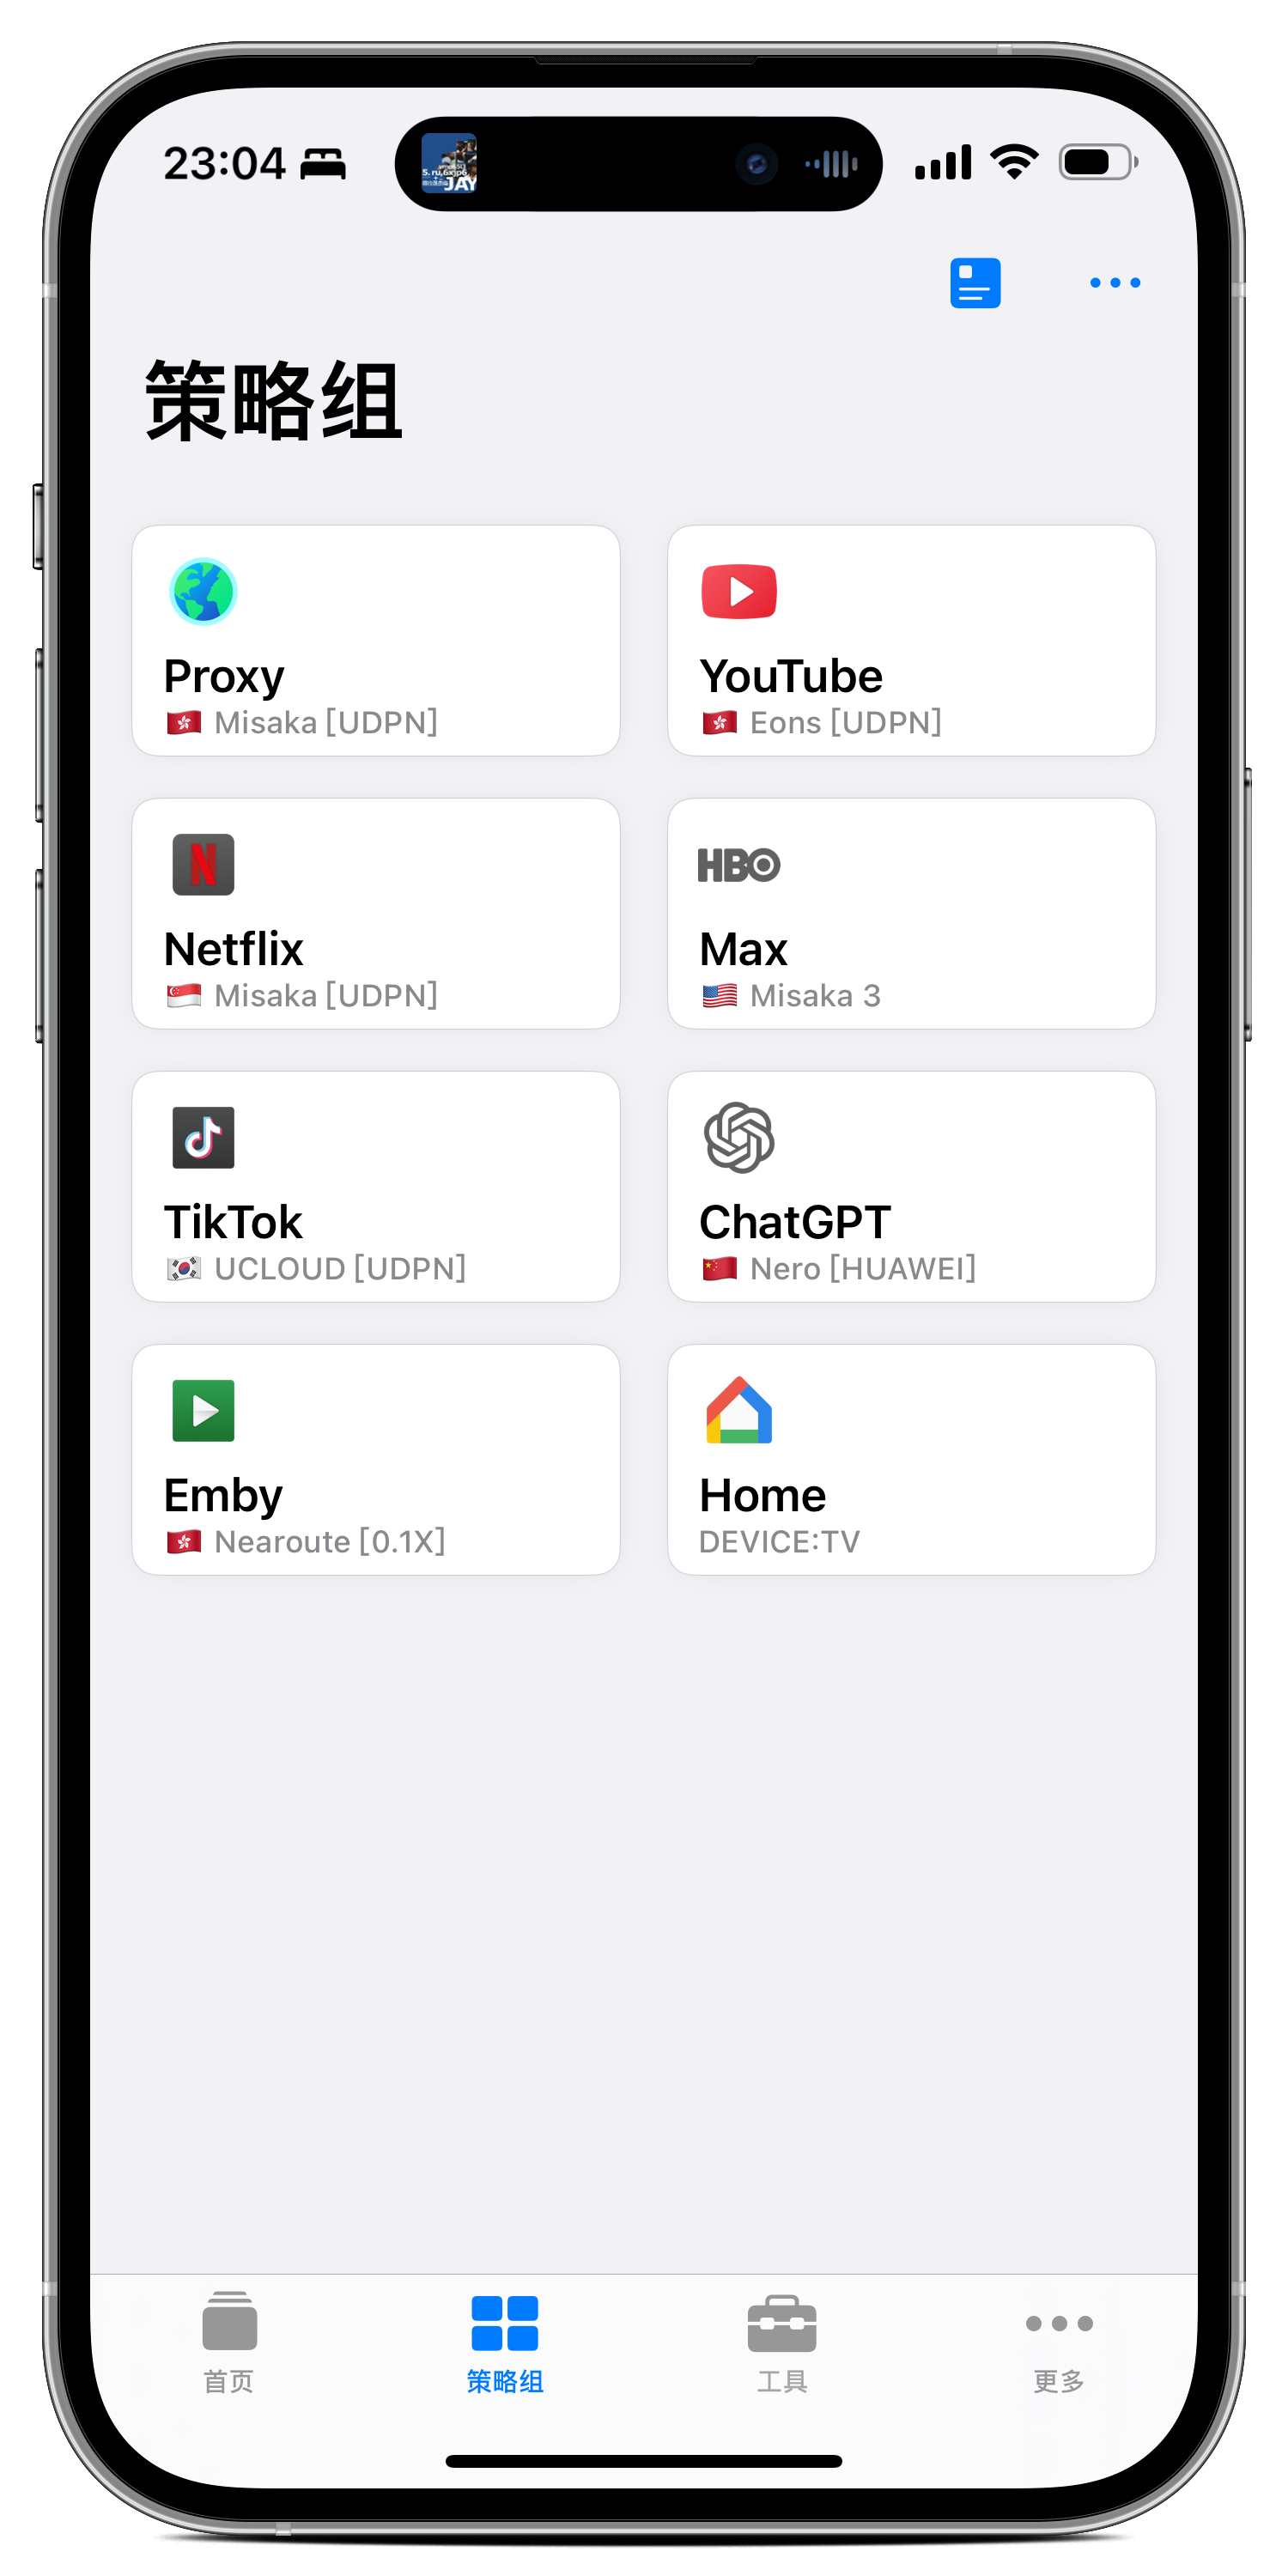 23:04
JAY
策略组
Proxy
🇭🇰 Misaka [UDPN]
YouTube
🇭🇰 Eons [UDPN]
Netflix
🇸🇬 Misaka [UDPN]
HBO
Max
🇺🇸 Misaka 3
TikTok
🇰🇷 UCLOUD [UDPN]
ChatGPT
🇨🇳 Nero [HUAWEI]
Emby
🇭🇰 Nearoute [0.1X]
Home
DEVICE:TV
首页
策略组
工具
更多